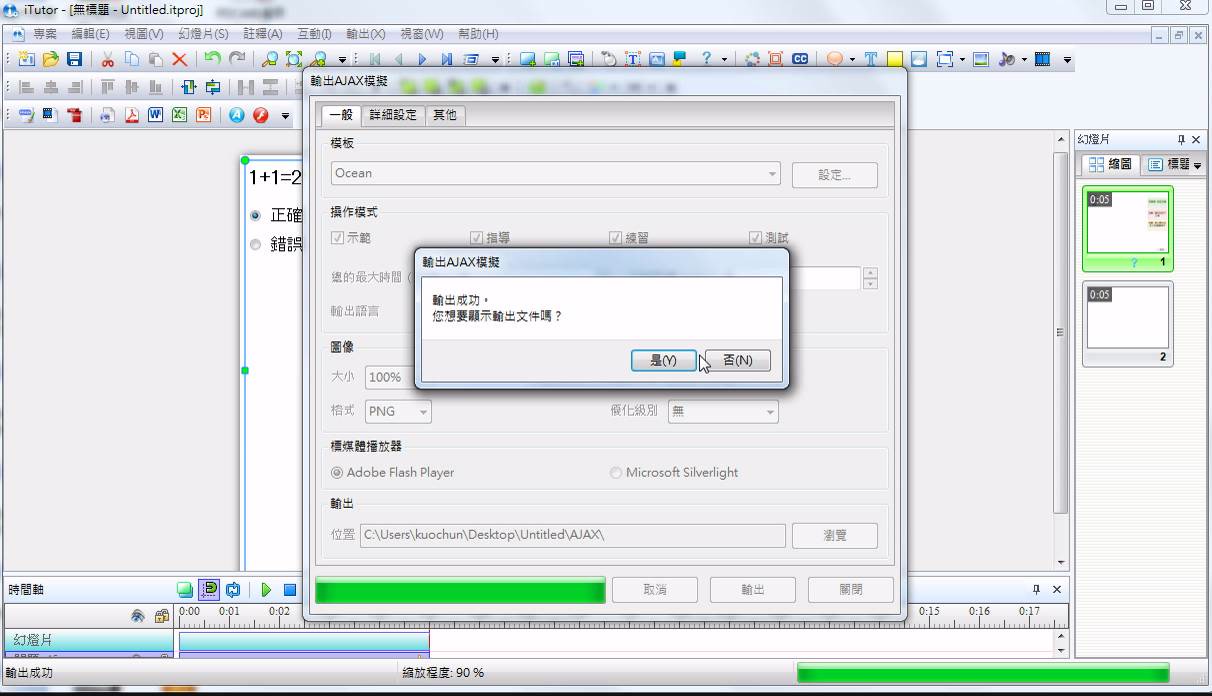 iTutor - [無標題 - Untitled.itproj]
專案 編輯(E) 視圖(V) 幻燈片(S) 註釋(A) 互動(I) 輸出(X) 視窗(W) 幫助(H)
輸出AJAX模擬
一般 詳細設定 其他
模板
Ocean 設定...
操作模式
示範 指導 練習 測試
總的最大時間 (
輸出語言
輸出AJAX模擬
輸出成功。
您想要顯示輸出文件嗎？
是(Y) 否(N)
圖像
大小 100%
格式 PNG 優化級別 無
標媒體播放器
Adobe Flash Player Microsoft Silverlight
輸出
位置 C:\Users\kuochun\Desktop\Untitled\AJAX\ 瀏覽
取消 輸出 關閉
1+1=2
正確
錯誤
幻燈片
縮圖 標題
0:05
1
0:05
2
時間軸
0:00 0:01 0:02 0:15 0:16 0:17
幻燈片
輸出成功 縮放程度: 90 %